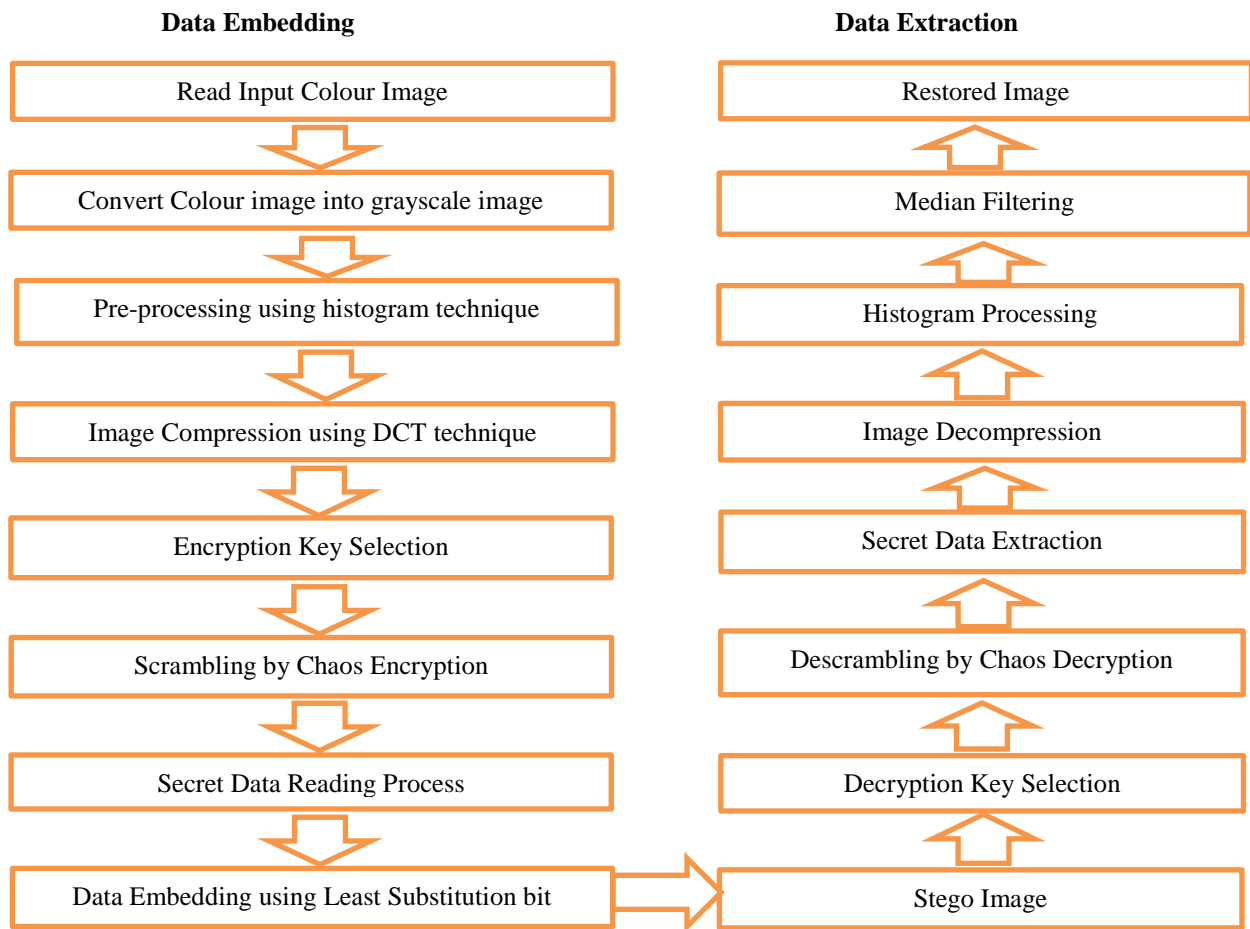 Data Embedding
Read Input Colour Image
Convert Colour image into grayscale image
Pre-processing using histogram technique
Image Compression using DCT technique
Encryption Key Selection
Scrambling by Chaos Encryption
Secret Data Reading Process
Data Embedding using Least Substitution bit
Data Extraction
Restored Image
Median Filtering
Histogram Processing
Image Decompression
Secret Data Extraction
Descrambling by Chaos Decryption
Decryption Key Selection
Stego Image